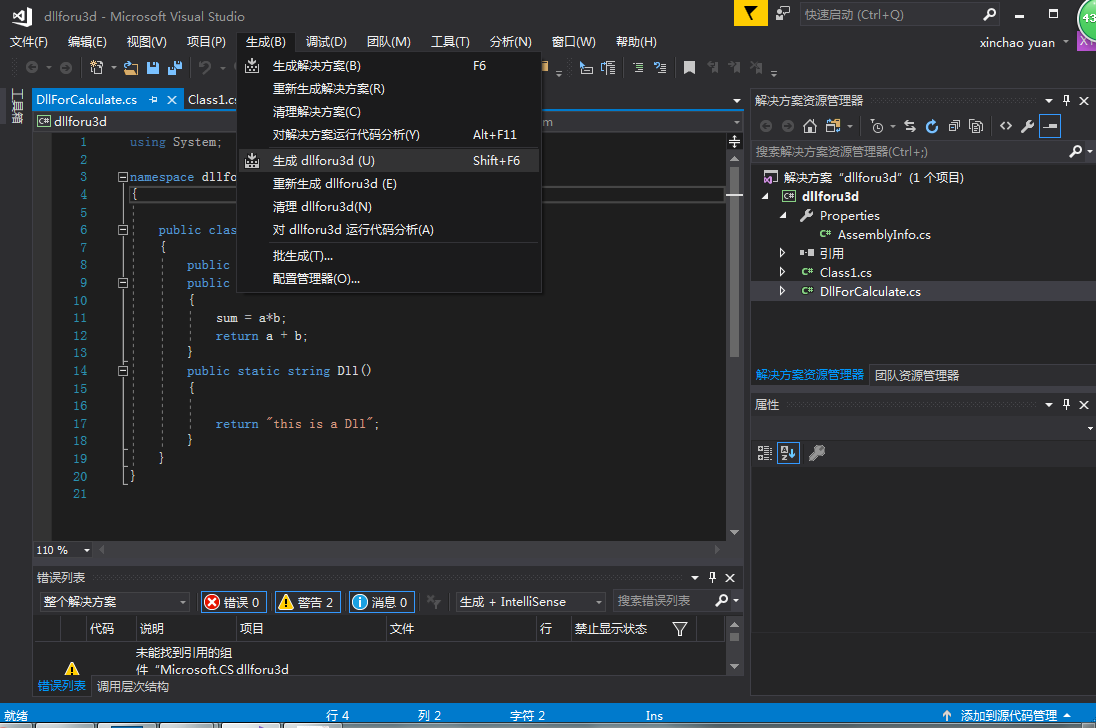 dllforu3d - Microsoft Visual Studio
快速启动 (Ctrl+Q)
43
文件(F) 编辑(E) 视图(V) 项目(P) 生成(B) 调试(D) 团队(M) 工具(T) 分析(N) 窗口(W) 帮助(H)
xinchao yuan
生成解决方案(B) F6
重新生成解决方案(R)
清理解决方案(C)
对解决方案运行代码分析(Y) Alt+F11
生成 dllforu3d (U) Shift+F6
重新生成 dllforu3d (E)
清理 dllforu3d(N)
对 dllforu3d 运行代码分析(A)
批生成(T)...
配置管理器(O)...
工具箱
DllForCalculate.cs Class1.cs
dllforu3d
1 using System;
2
3 namespace dllfo
4 {
5
6 public clas
7 {
8 public
9 public
10 {
11 sum = a*b;
12 return a + b;
13 }
14 public static string Dll()
15 {
16
17 return "this is a Dll";
18 }
19 }
20 }
21
110 %
解决方案资源管理器
搜索解决方案资源管理器(Ctrl+;)
解决方案"dllforu3d"(1 个项目)
C# dllforu3d
Properties
C# AssemblyInfo.cs
引用
C# Class1.cs
C# DllForCalculate.cs
解决方案资源管理器 团队资源管理器
属性
错误列表
整个解决方案 错误 0 警告 2 消息 0 生成 + IntelliSense 搜索错误列表
代码 说明 项目 文件 行 禁止显示状态
未能找到引用的组
件"Microsoft.CS dllforu3d
错误列表 调用层次结构
就绪 行 4 列 2 字符 2 Ins 添加到源代码管理